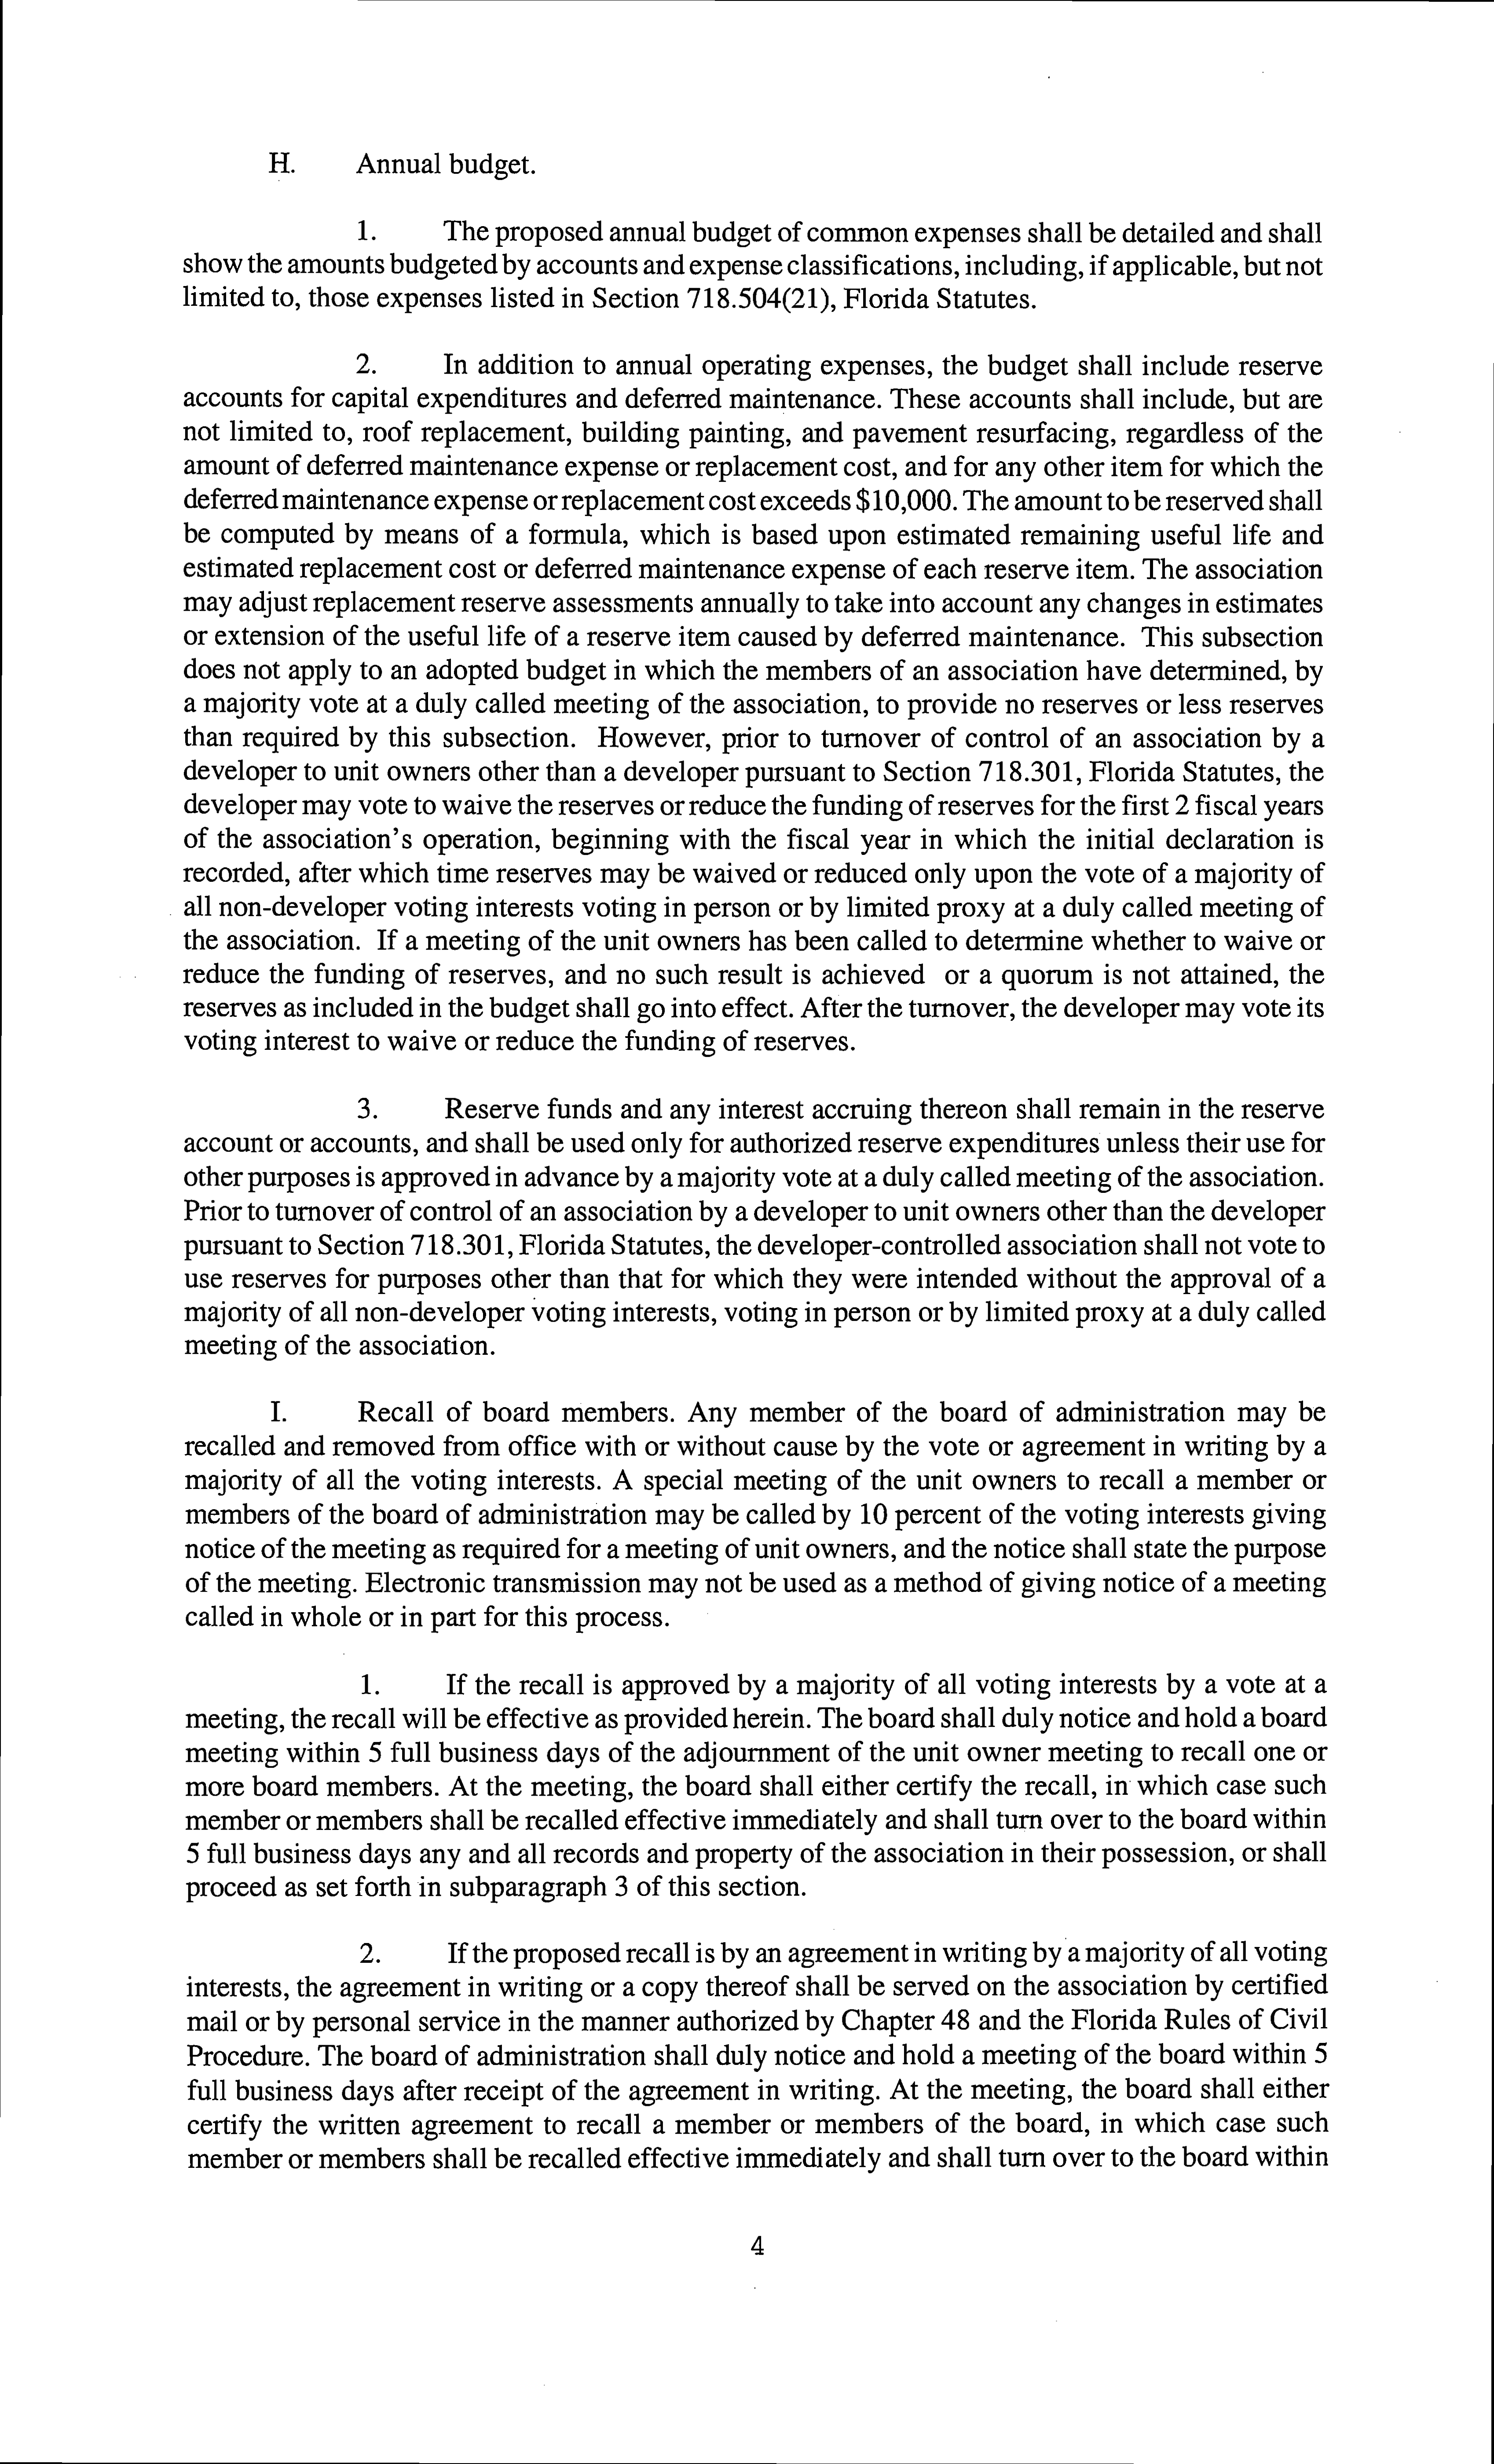 H. Annual budget.
1. The proposed annual budget of common expenses shall be detailed and shall
show the amounts budgeted by accounts and expense classifications, including, if applicable, but not
limited to, those expenses listed in Section 718.504(21), Florida Statutes.
2. In addition to annual operating expenses, the budget shall include reserve
accounts for capital expenditures and deferred maintenance. These accounts shall include, but are
not limited to, roof replacement, building painting, and pavement resurfacing, regardless of the
amount of deferred maintenance expense or replacement cost, and for any other item for which the
deferred maintenance expense or replacement cost exceeds $10,000. The amount to be reserved shall
be computed by means of a formula, which is based upon estimated remaining useful life and
estimated replacement cost or deferred maintenance expense of each reserve item. The association
may adjust replacement reserve assessments annually to take into account any changes in estimates
or extension of the useful life of a reserve item caused by deferred maintenance. This subsection
does not apply to an adopted budget in which the members of an association have determined, by
a majority vote at a duly called meeting of the association, to provide no reserves or less reserves
than required by this subsection. However, prior to turnover of control of an association by a
developer to unit owners other than a developer pursuant to Section 718.301, Florida Statutes, the
developer may vote to waive the reserves or reduce the funding of reserves for the first 2 fiscal years
of the association's operation, beginning with the fiscal year in which the initial declaration is
recorded, after which time reserves may be waived or reduced only upon the vote of a majority of
all non-developer voting interests voting in person or by limited proxy at a duly called meeting of
the association. If a meeting of the unit owners has been called to determine whether to waive or
reduce the funding of reserves, and no such result is achieved or a quorum is not attained, the
reserves as included in the budget shall go into effect. After the turnover, the developer may vote its
voting interest to waive or reduce the funding of reserves.
3. Reserve funds and any interest accruing thereon shall remain in the reserve
account or accounts, and shall be used only for authorized reserve expenditures unless their use for
other purposes is approved in advance by a majority vote at a duly called meeting of the association.
Prior to turnover of control of an association by a developer to unit owners other than the developer
pursuant to Section 718.301, Florida Statutes, the developer-controlled association shall not vote to
use reserves for purposes other than that for which they were intended without the approval of a
majority of all non-developer voting interests, voting in person or by limited proxy at a duly called
meeting of the association.
I. Recall of board members. Any member of the board of administration may be
recalled and removed from office with or without cause by the vote or agreement in writing by a
majority of all the voting interests. A special meeting of the unit owners to recall a member or
members of the board of administration may be called by 10 percent of the voting interests giving
notice of the meeting as required for a meeting of unit owners, and the notice shall state the purpose
of the meeting. Electronic transmission may not be used as a method of giving notice of a meeting
called in whole or in part for this process.
1. If the recall is approved by a majority of all voting interests by a vote at a
meeting, the recall will be effective as provided herein. The board shall duly notice and hold a board
meeting within 5 full business days of the adjournment of the unit owner meeting to recall one or
more board members. At the meeting, the board shall either certify the recall, in which case such
member or members shall be recalled effective immediately and shall turn over to the board within
5 full business days any and all records and property of the association in their possession, or shall
proceed as set forth in subparagraph 3 of this section.
2. If the proposed recall is by an agreement in writing by a majority of all voting
interests, the agreement in writing or a copy thereof shall be served on the association by certified
mail or by personal service in the manner authorized by Chapter 48 and the Florida Rules of Civil
Procedure. The board of administration shall duly notice and hold a meeting of the board within 5
full business days after receipt of the agreement in writing. At the meeting, the board shall either
certify the written agreement to recall a member or members of the board, in which case such
member or members shall be recalled effective immediately and shall turn over to the board within
4